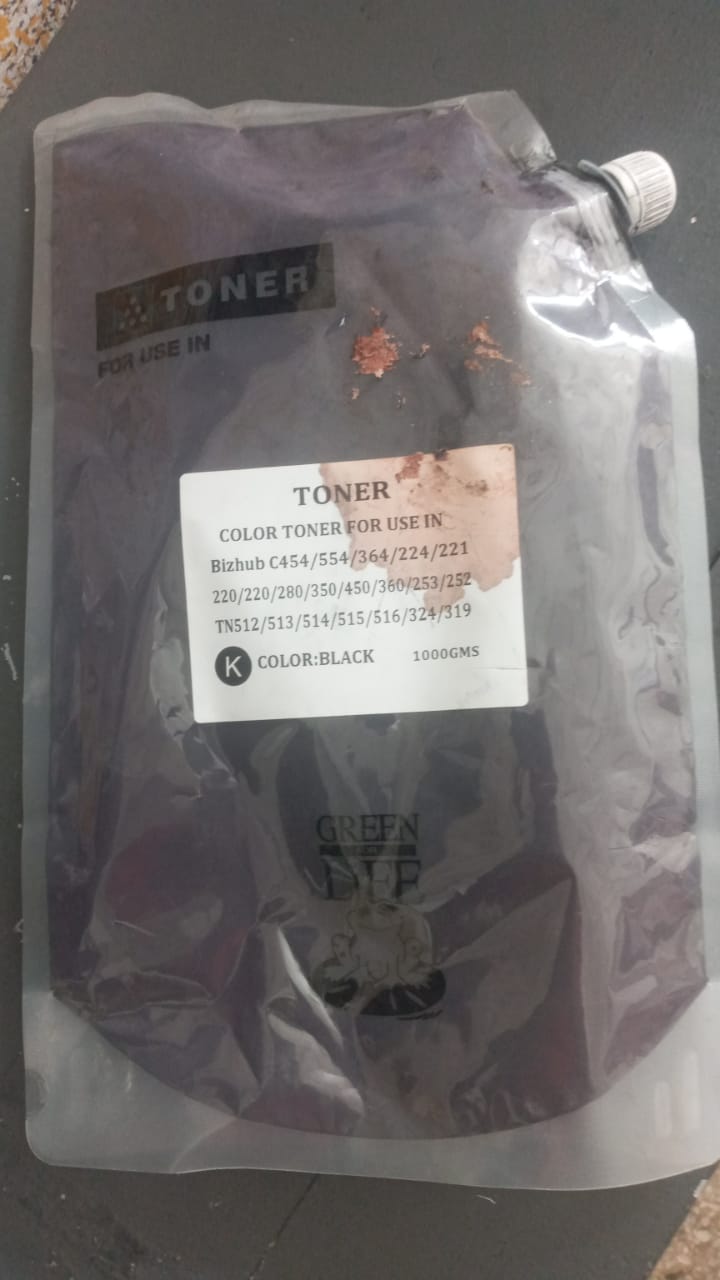 TONER
FOR USE IN
TONER
COLOR TONER FOR USE IN
Bizhub C454/554/364/224/221
220/220/280/350/450/360/253/252
TN512/513/514/515/516/324/319
K COLOR:BLACK 1000GMS
GREEN
LIFE